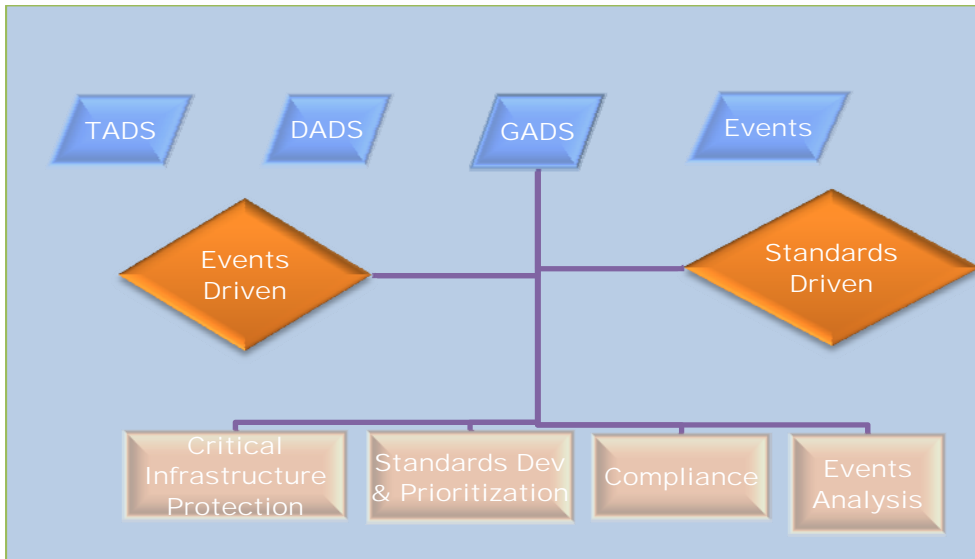 TADS
DADS
GADS
Events
Events
Driven
Standards
Driven
Critical
Infrastructure
Protection
Standards Dev
& Prioritization
Compliance
Events
Analysis